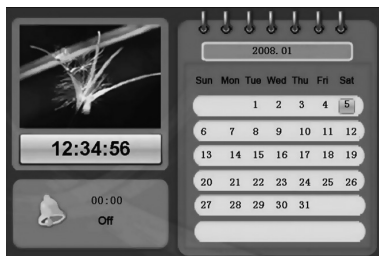 12:34:56
00:00
Off
2008. 01
Sun Mon Tue Wed Thu Fri Sat
1 2 3 4 5
6 7 8 9 10 11 12
13 14 15 16 17 18 19
20 21 22 23 24 25 26
27 28 29 30 31